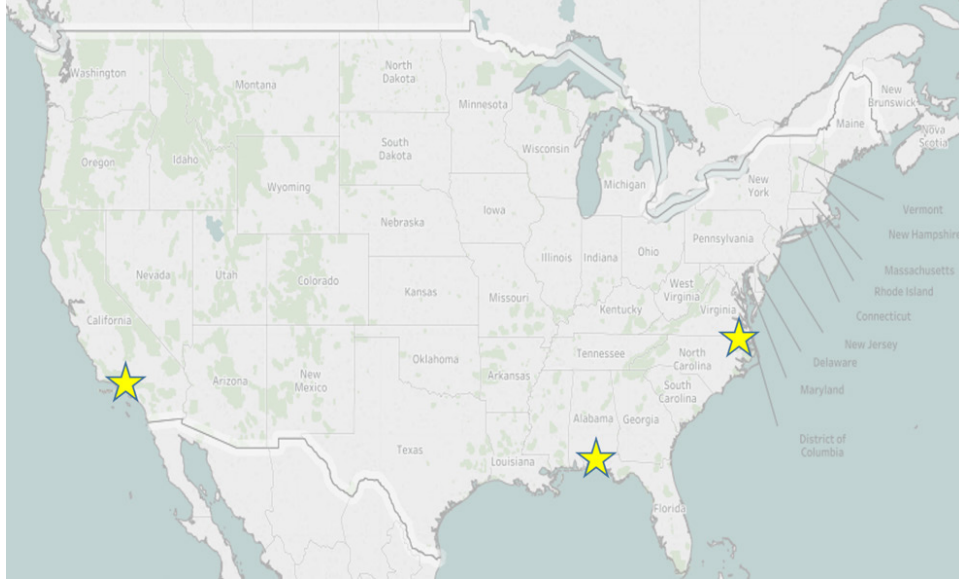 Washington
Montana
North
Dakota
Minnesota
New
Brunswick
Maine
Nova
Scotia
Oregon
Idaho
South
Dakota
Wisconsin
Michigan
New
York
Wyoming
Iowa
Vermont
Nebraska
New Hampshire
Pennsylvania
Nevada
Utah
Colorado
Illinois
Indiana
Ohio
Massachusetts
Kansas
Missouri
West
Virginia
Rhode Island
California
Kentucky
Virginia
Connecticut
New Jersey
Oklahoma
Tennessee
North
Carolina
Delaware
Arizona
New
Mexico
Arkansas
South
Carolina
Maryland
Alabama
Georgia
Texas
District of
Columbia
Louisiana
Florida